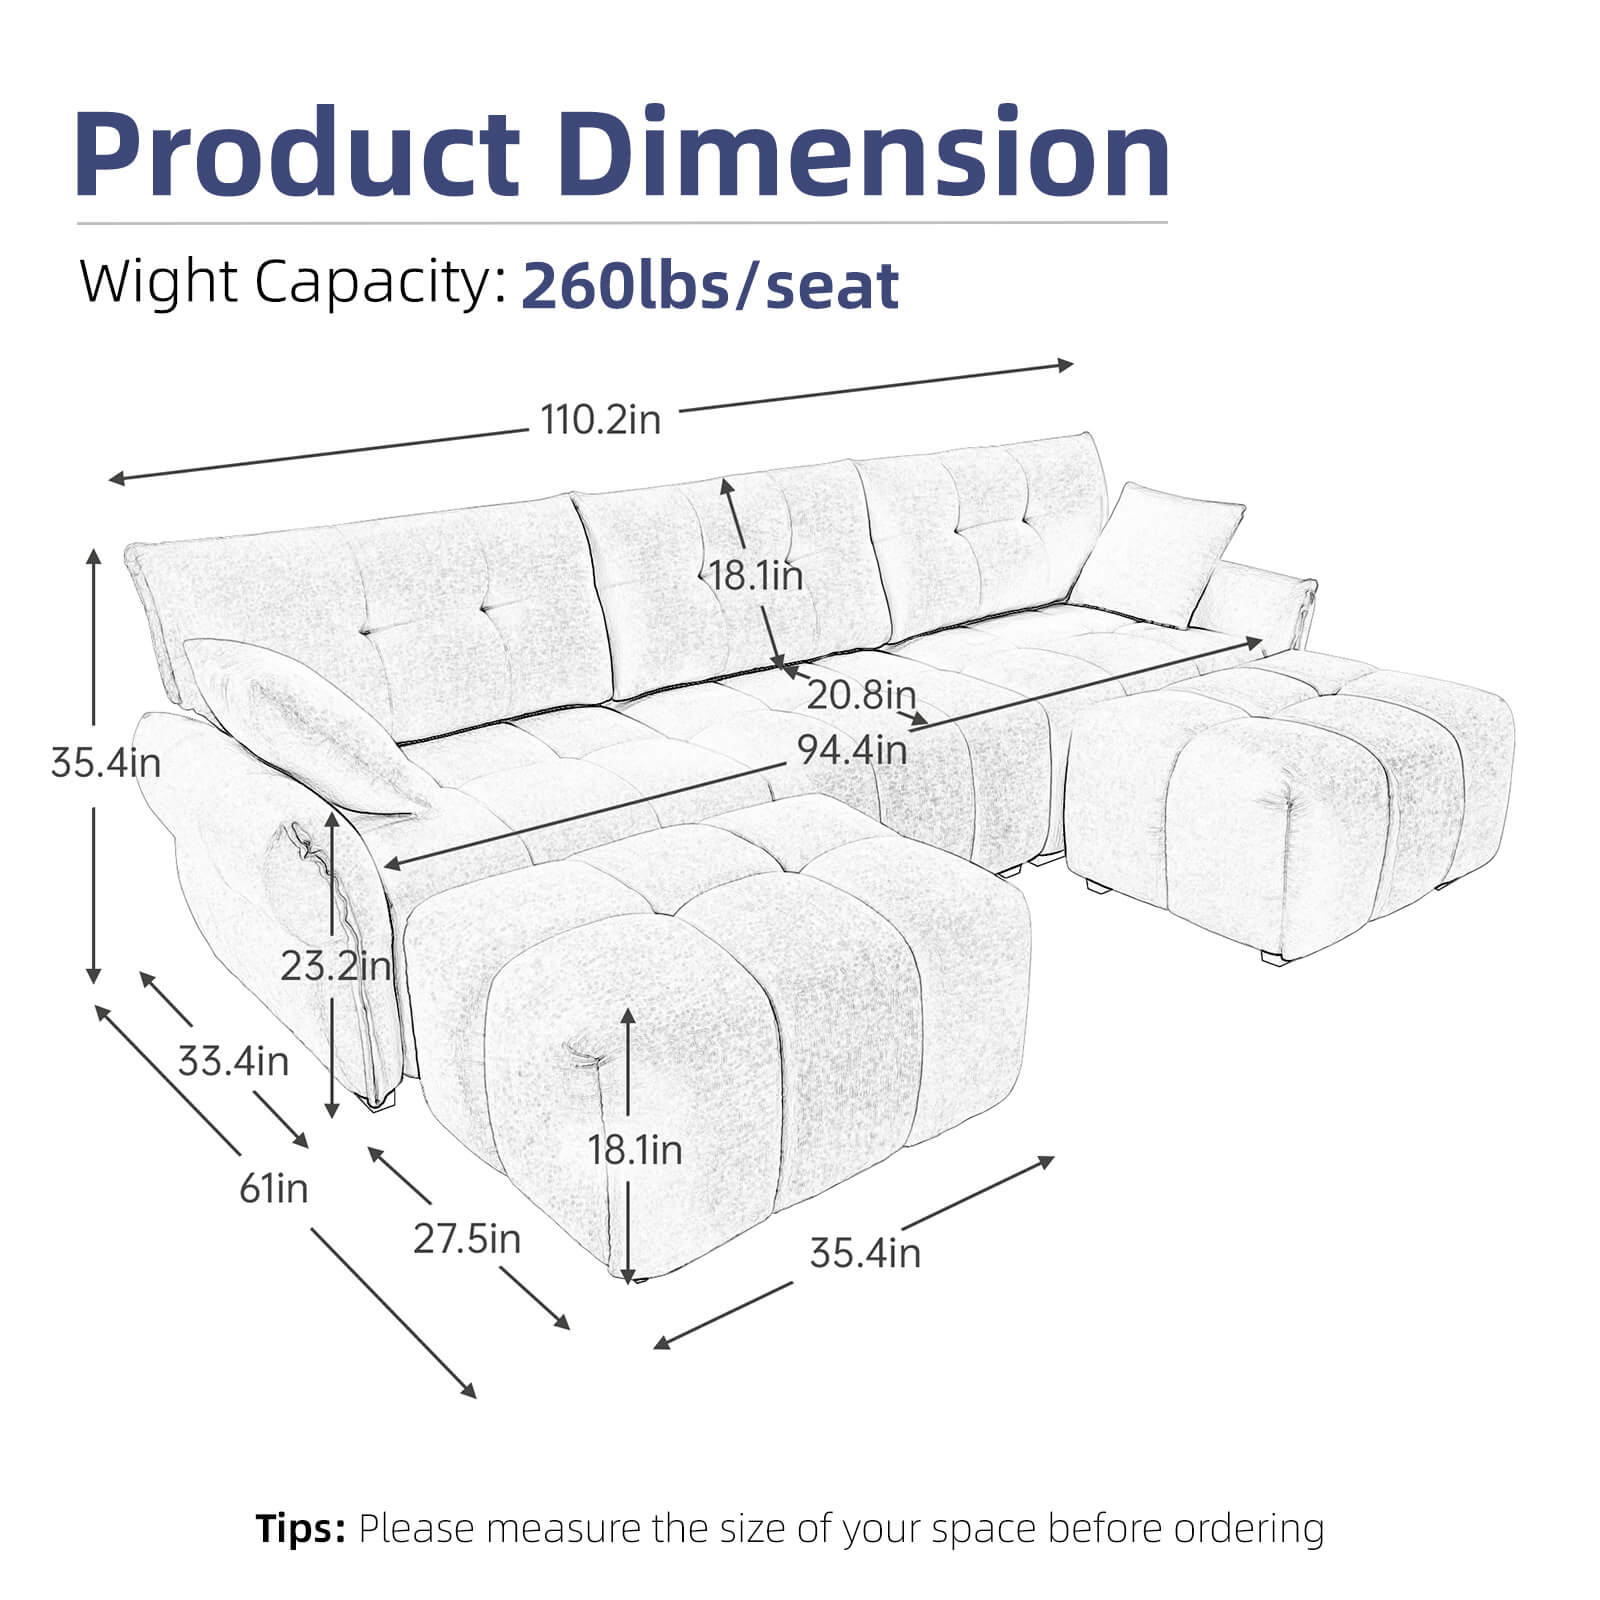 Product Dimension
Wight Capacity: 260lbs/seat
110.2in
18.1in
20.8in
94.4in
35.4in
23.2in
33.4in
61in
18.1in
27.5in
35.4in
Tips: Please measure the size of your space before ordering